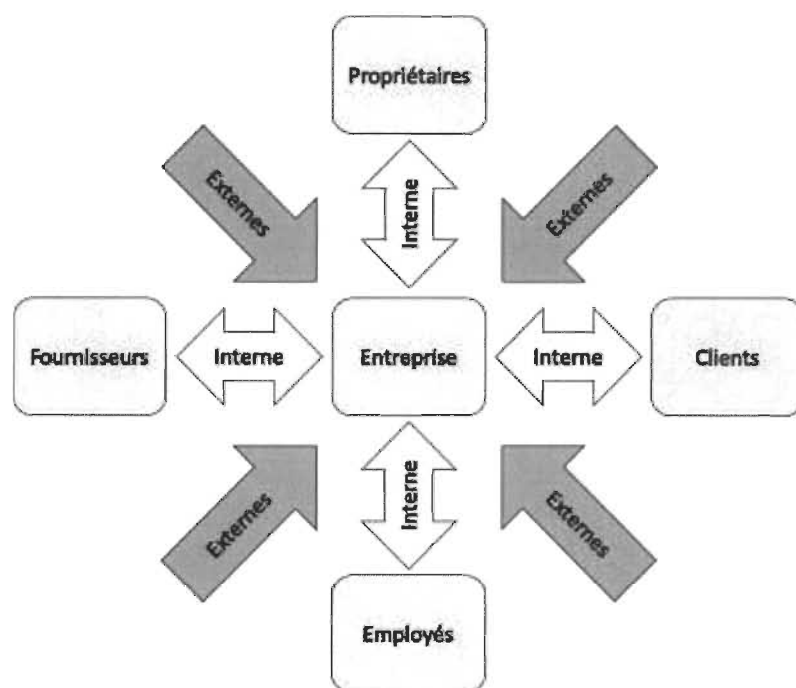 Propriétaires
Externes
Interne
Externes
Fournisseurs
Interne
Entreprise
Interne
Clients
Externes
Interne
Externes
Employés